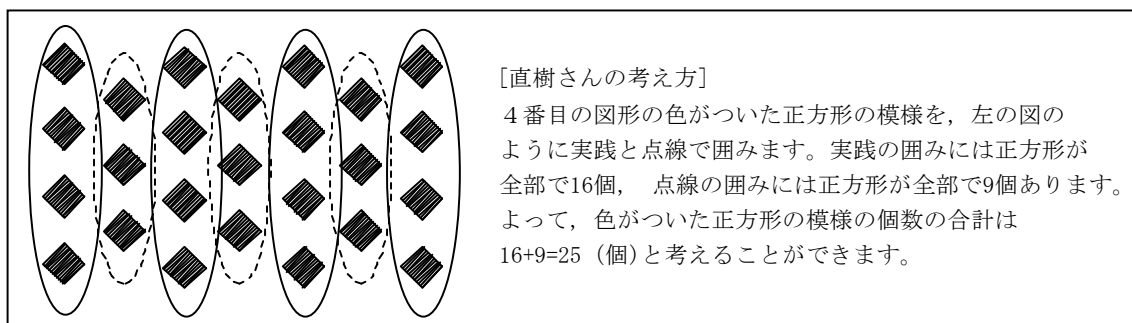 [直樹さんの考え方]
4番目の図形の色がついた正方形の模様を，左の図の
ように実践と点線で囲みます。実践の囲みには正方形が
全部で16個， 点線の囲みには正方形が全部で9個あります。
よって，色がついた正方形の模様の個数の合計は
16+9=25 (個)と考えることができます。